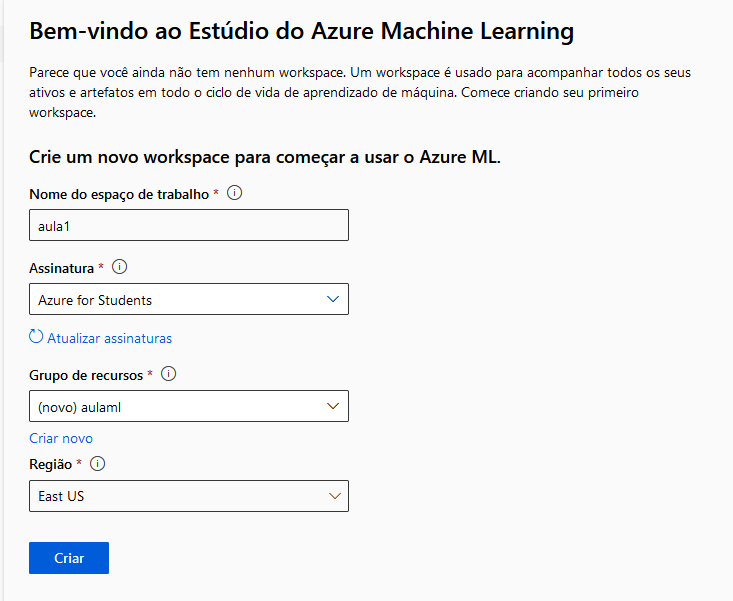 Bem-vindo ao Estúdio do Azure Machine Learning
Parece que você ainda não tem nenhum workspace. Um workspace é usado para acompanhar todos os seus
ativos e artefatos em todo o ciclo de vida de aprendizado de máquina. Comece criando seu primeiro
workspace.
Crie um novo workspace para começar a usar o Azure ML.
Nome do espaço de trabalho *
aula1
Assinatura *
Azure for Students
Atualizar assinaturas
Grupo de recursos *
(novo) aulaml
Criar novo
Região *
East US
Criar